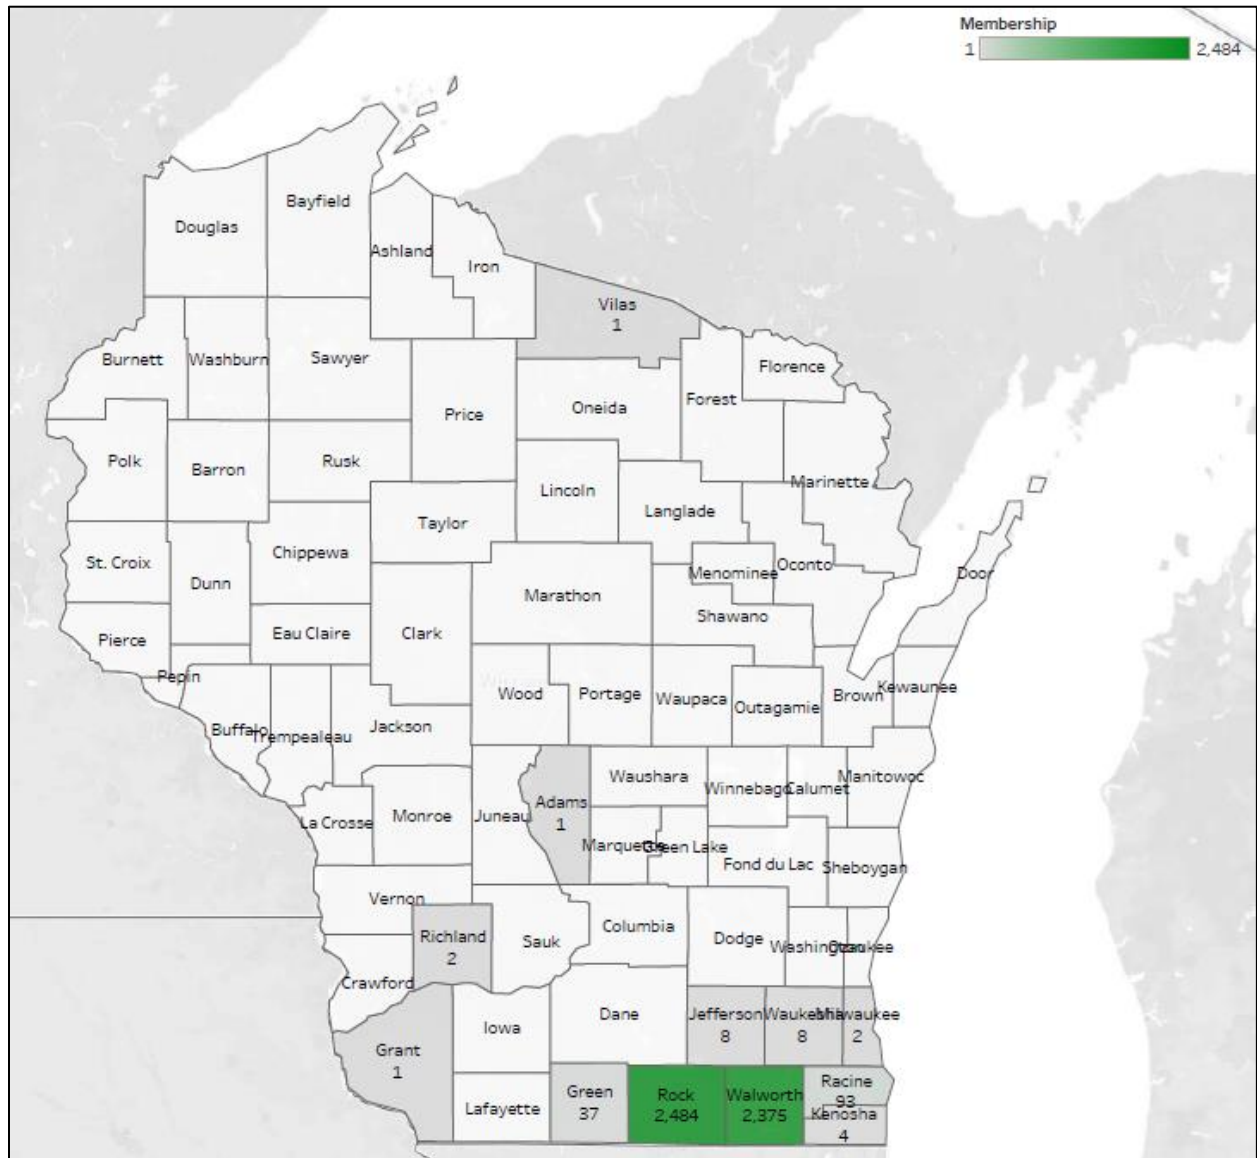 Membership
1 2,484
Bayfield
Douglas
Ashland
Iron
Vilas
1
Burnett
Washburn
Sawyer
Florence
Price
Oneida
Forest
Polk
Barron
Rusk
Lincoln
Marinette
Langlade
Taylor
Chippewa
St. Croix
Dunn
Menominee
Oconto
Door
Marathon
Shawano
Pierce
Eau Claire
Clark
Pepin
Wood
Portage
Waupaca
Outagamie
Brown
Kewaunee
Buffalo
Trempealeau
Jackson
Waushara
Winnebago
Calumet
Manitowoc
Adams
1
La Crosse
Monroe
Juneau
Marquette
Green Lake
Fond du Lac
Sheboygan
Vernon
Richland
2
Sauk
Columbia
Dodge
Washington
Ozaukee
Crawford
Iowa
Dane
Jefferson
8
Waukesha
8
Milwaukee
2
Grant
1
Lafayette
Green
37
Rock
2,484
Walworth
2,375
Racine
93
Kenosha
4